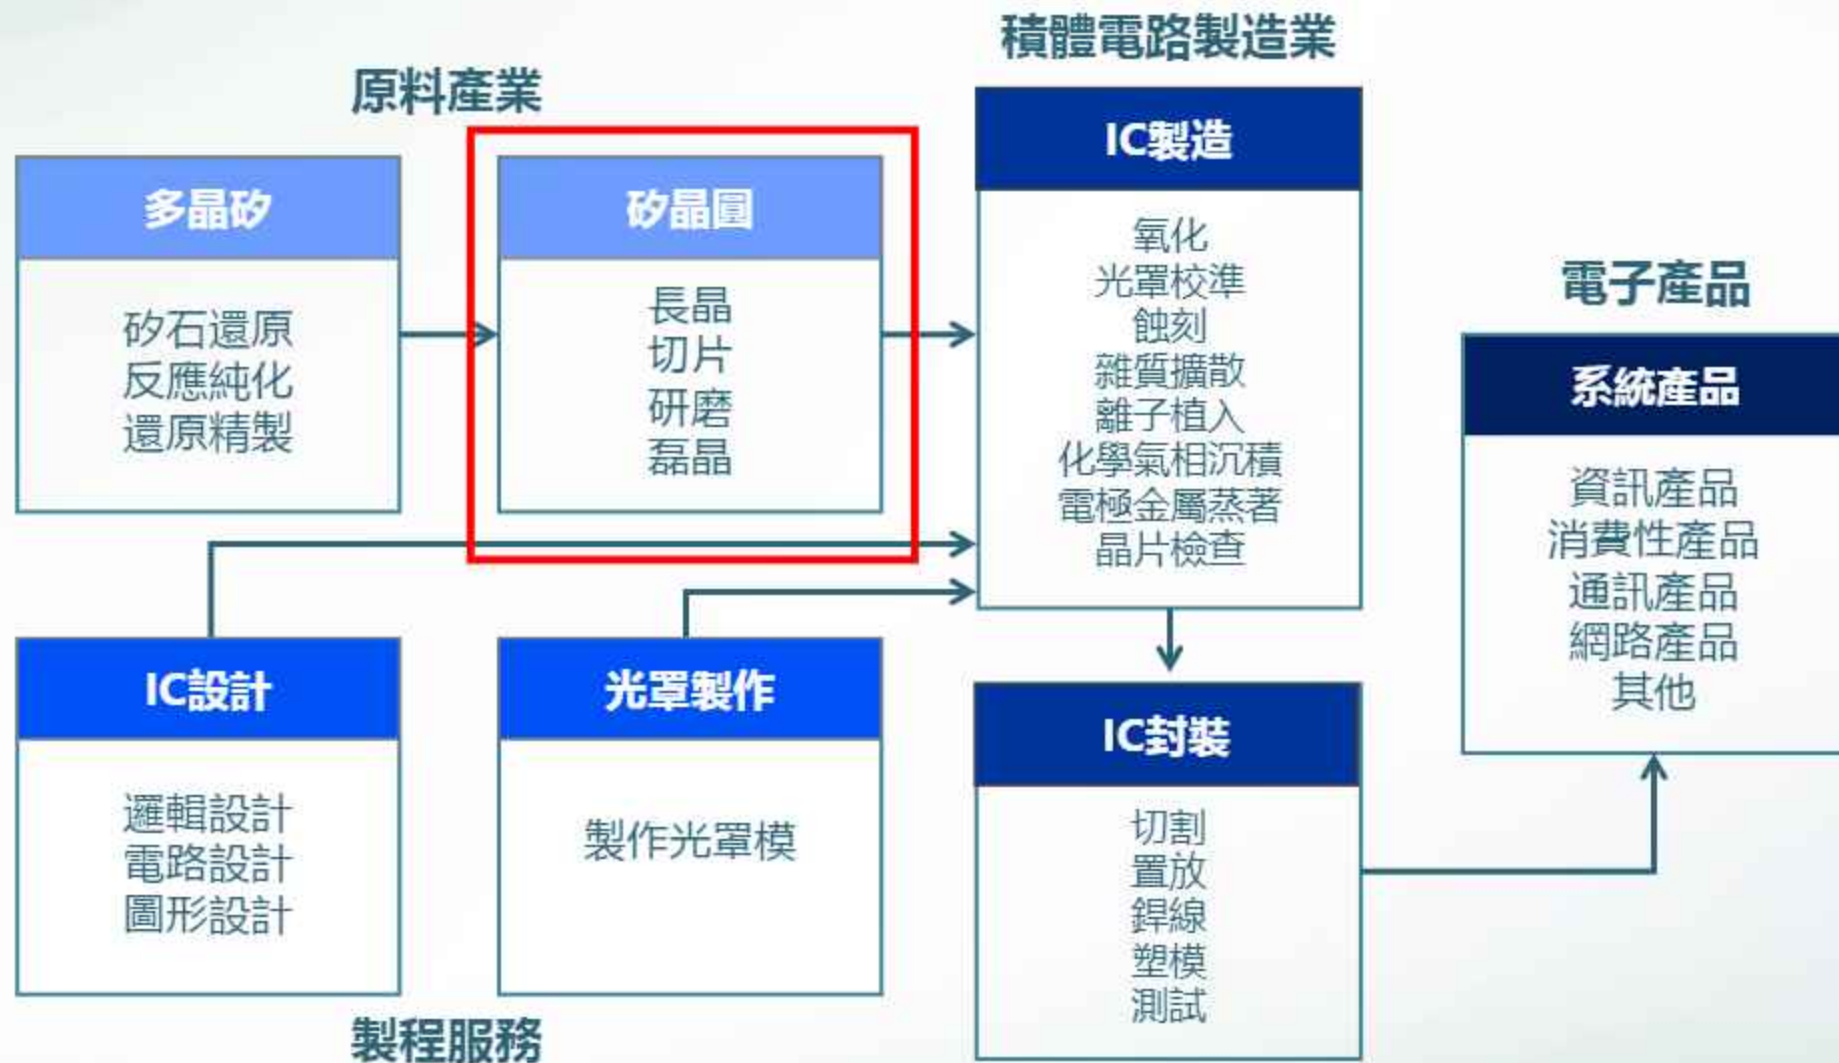 積體電路製造業
原料產業
多晶矽
矽石還原
反應純化
還原精製
矽晶圓
長晶
切片
研磨
磊晶
IC製造
氧化
光罩校準
蝕刻
雜質擴散
離子植入
化學氣相沉積
電極金屬蒸著
晶片檢查
電子產品
系統產品
資訊產品
消費性產品
通訊產品
網路產品
其他
IC設計
邏輯設計
電路設計
圖形設計
光罩製作
製作光罩模
IC封裝
切割
置放
銲線
塑模
測試
製程服務